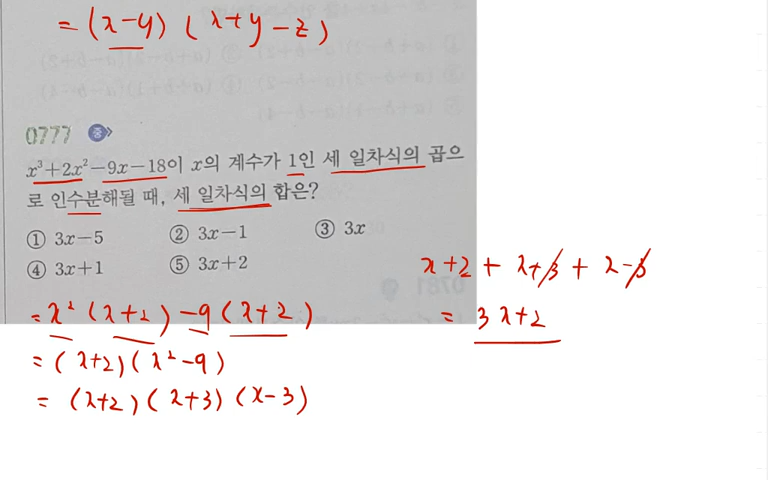 = (x-y) (x+y-z)
0777 중
x³+2x²-9x-18이 x의 계수가 1인 세 일차식의 곱으
로 인수분해될 때, 세 일차식의 합은?
① 3x-5 ② 3x-1 ③ 3x
④ 3x+1 ⑤ 3x+2
= x² (x+2) -9 (x+2)
= (x+2) (x²-9)
= (x+2) (x+3) (x-3)
x+2 + x+3 + x-3
= 3x+2